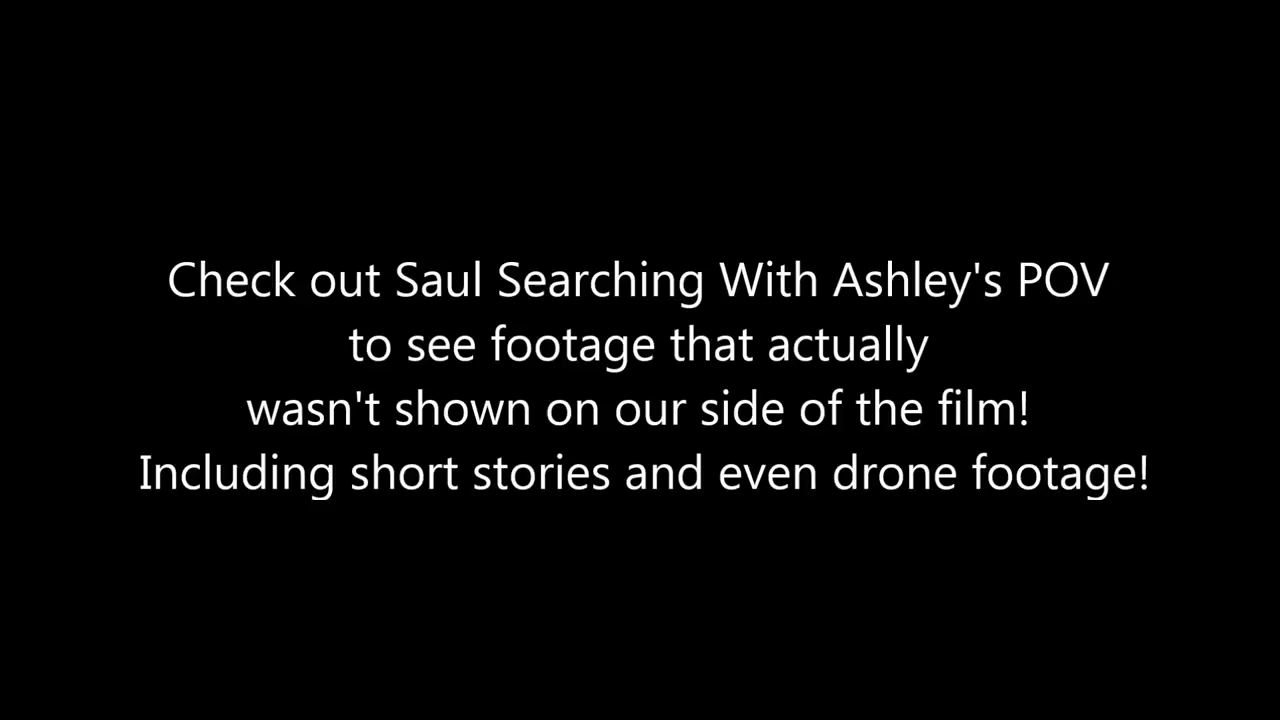 Check out Saul Searching With Ashley's POV
to see footage that actually
wasn't shown on our side of the film!
Including short stories and even drone footage!